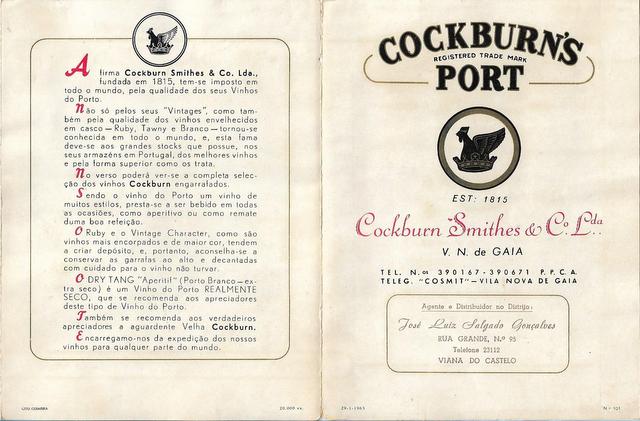 A firma Cockburn Smithes & Co. Lda.,
fundada em 1815, tem-se imposto em
todo o mundo, pela qualidade dos seus Vinhos
do Porto.
Não só pelos seus "Vintages", como tam-
bém pela qualidade dos vinhos envelhecidos
em casco — Ruby, Tawny e Branco — tornou-se
conhecida em todo o mundo, e, esta fama
deve-se aos grandes stocks que possue, nos
seus armazéns em Portugal, dos melhores vinhos
e pela forma superior como os trata.
No verso poderá ver-se a completa selec-
ção dos vinhos Cockburn engarrafados.
Sendo o vinho do Porto um vinho de
muitos estilos, presta-se a ser bebido em todas
as ocasiões, como aperitivo ou como remate
duma boa refeição.
O Ruby e o Vintage Character, como são
vinhos mais encorpados e de maior cor, tendem
a criar depósito, e, portanto, aconselha-se a
conservar as garrafas ao alto e decantadas
com cuidado para o vinho não turvar.
O DRY TANG "Aperitif" (Porto Branco — ex-
tra seco) é um Vinho do Porto REALMENTE
SECO, que se recomenda aos apreciadores
deste tipo de Vinho do Porto.
Também se recomenda aos verdadeiros
apreciadores a aguardente Velha Cockburn.
Encarregamo-nos da expedição dos nossos
vinhos para qualquer parte do mundo.
LITO COIMBRA
20.000 ex.
COCKBURN'S
REGISTERED TRADE MARK
PORT
EST: 1815
Cockburn Smithes & Cº. Lda.
V. N. de GAIA
TEL. N.os 390167-390671 P. P. C. A.
TELEG. "COSMIT" — VILA NOVA DE GAIA
Agente e Distribuidor no Distrito:
José Luiz Salgado Gonçalves
RUA GRANDE, N.º 95
Telefone 23112
VIANA DO CASTELO
29-1-1965
N - 101